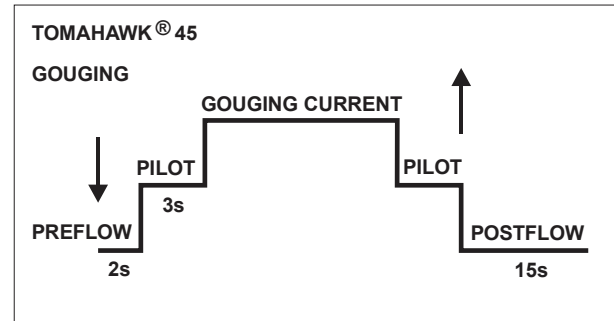 TOMAHAWK ® 45
GOUGING
GOUGING CURRENT
PILOT
PILOT
3s
PREFLOW
POSTFLOW
2s
15s